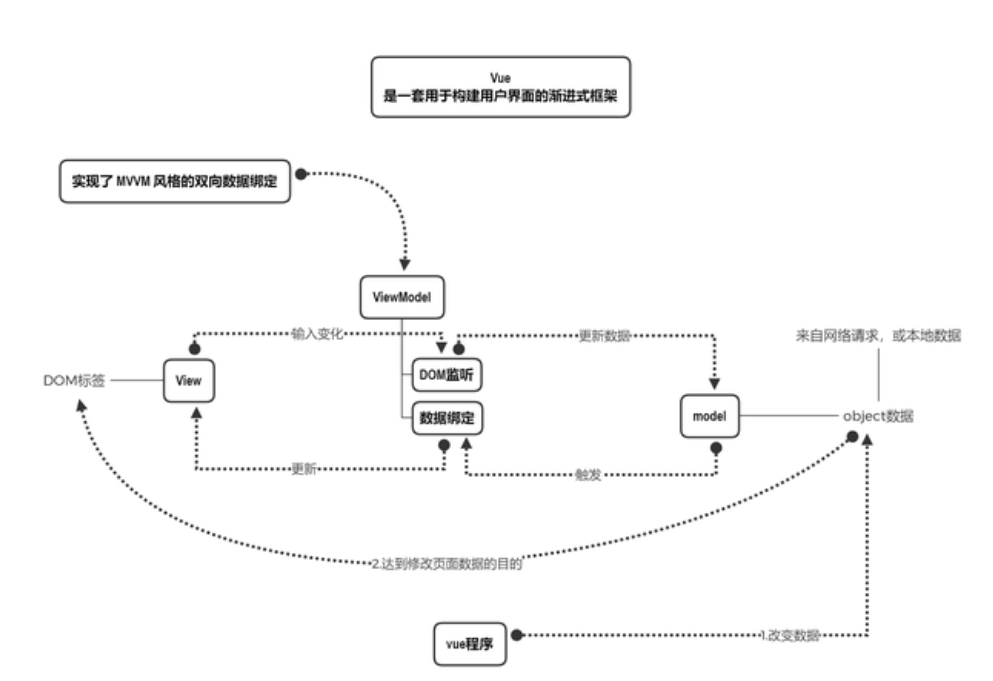 Vue
是一套用于构建用户界面的渐进式框架
实现了 MVVM 风格的双向数据绑定
ViewModel
输入变化
更新数据
来自网络请求，或本地数据
DOM标签
View
DOM监听
数据绑定
model
object数据
更新
触发
2.达到修改页面数据的目的
vue程序
1.改变数据